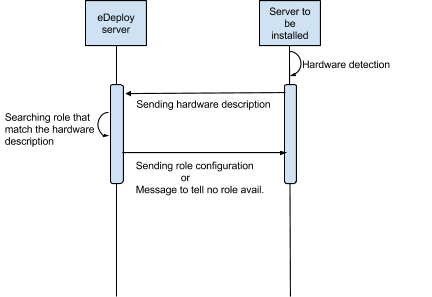 eDeploy
server
Server to
be
installed
Hardware detection
Sending hardware description
Searching role that
match the hardware
description
Sending role configuration
or
Message to tell no role avail.